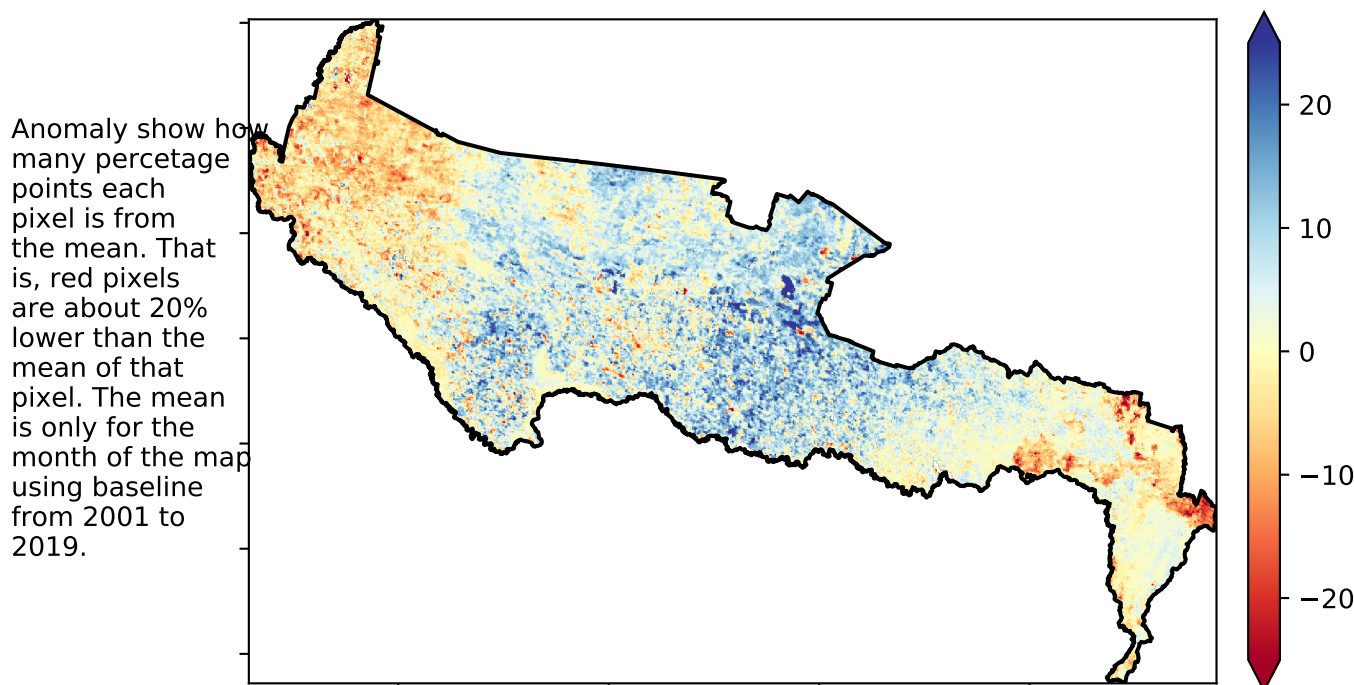 Anomaly show how
many percetage
points each
pixel is from
the mean. That
is, red pixels
are about 20%
lower than the
mean of that
pixel. The mean
is only for the
month of the map
using baseline
from 2001 to
2019.
20
10
0
−10
−20